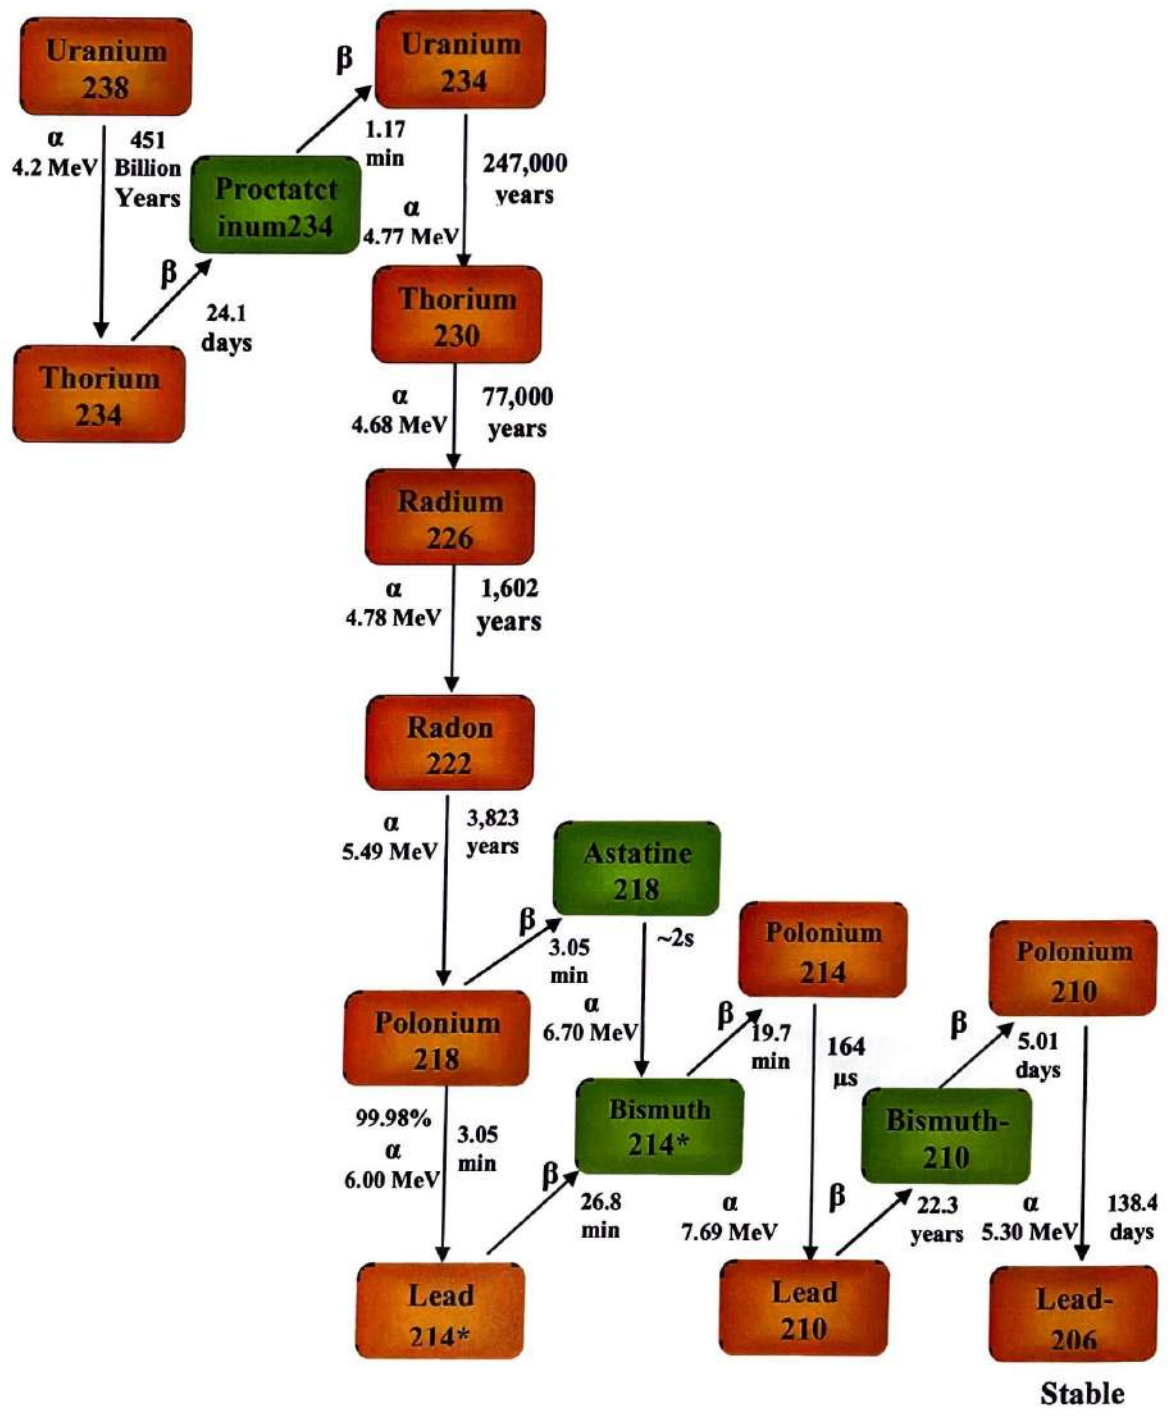 Uranium
238
α
4.2 MeV
451
Billion
Years
Thorium
234
β
24.1
days
Proctatct
inum234
β
1.17
min
Uranium
234
α
4.77 MeV
247,000
years
Thorium
230
α
4.68 MeV
77,000
years
Radium
226
α
4.78 MeV
1,602
years
Radon
222
α
5.49 MeV
3,823
years
Polonium
218
β
3.05
min
Astatine
218
~2s
α
6.70 MeV
99.98%
α
6.00 MeV
3.05
min
Lead
214*
β
26.8
min
Bismuth
214*
β
19.7
min
Polonium
214
164
μs
α
7.69 MeV
Lead
210
β
22.3
years
Bismuth-
210
β
5.01
days
Polonium
210
α
5.30 MeV
138.4
days
Lead-
206
Stable